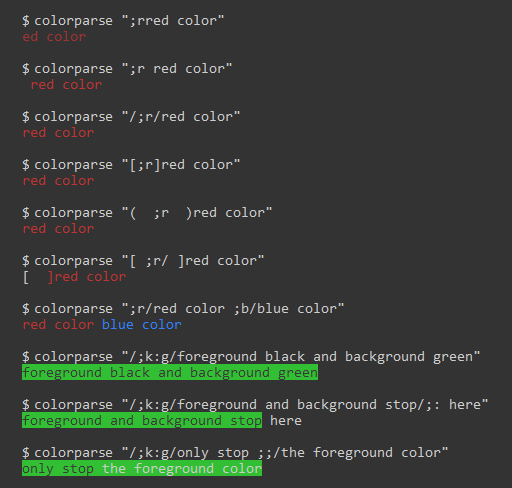 $ colorparse ";rred color"
ed color
$ colorparse ";r red color"
red color
$ colorparse "/;r/red color"
red color
$ colorparse "[;r]red color"
red color
$ colorparse "(  ;r  )red color"
red color
$ colorparse "[ ;r/ ]red color"
[  ]red color
$ colorparse ";r/red color ;b/blue color"
red color blue color
$ colorparse "/;k:g/foreground black and background green"
foreground black and background green
$ colorparse "/;k:g/foreground and background stop/;: here"
foreground and background stop here
$ colorparse "/;k:g/only stop ;;/the foreground color"
only stop the foreground color